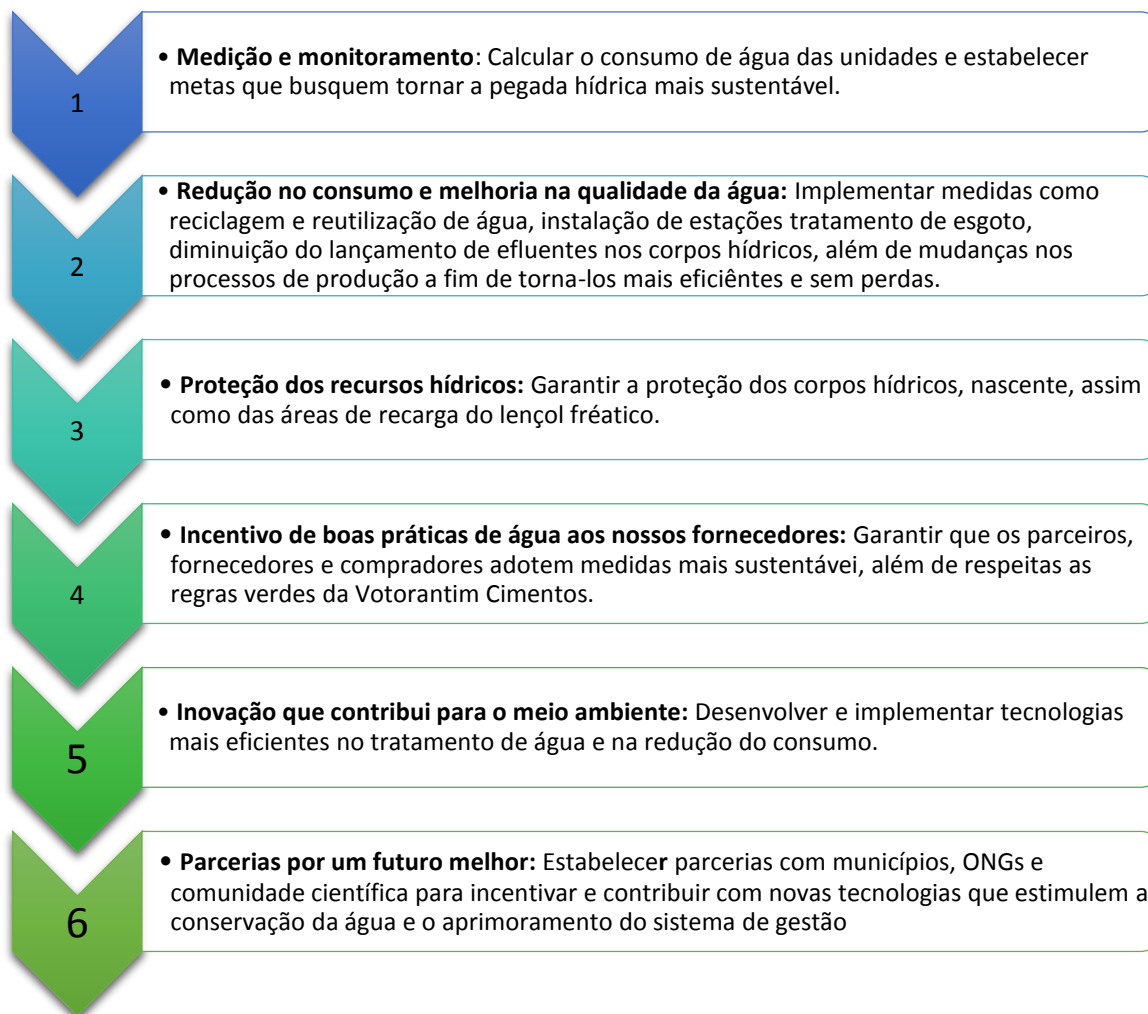 1
• Medição e monitoramento: Calcular o consumo de água das unidades e estabelecer
metas que busquem tornar a pegada hídrica mais sustentável.
2
• Redução no consumo e melhoria na qualidade da água: Implementar medidas como
reciclagem e reutilização de água, instalação de estações tratamento de esgoto,
diminuição do lançamento de efluentes nos corpos hídricos, além de mudanças nos
processos de produção a fim de torna-los mais eficiêntes e sem perdas.
3
• Proteção dos recursos hídricos: Garantir a proteção dos corpos hídricos, nascente, assim
como das áreas de recarga do lençol fréatico.
4
• Incentivo de boas práticas de água aos nossos fornecedores: Garantir que os parceiros,
fornecedores e compradores adotem medidas mais sustentávei, além de respeitas as
regras verdes da Votorantim Cimentos.
5
• Inovação que contribui para o meio ambiente: Desenvolver e implementar tecnologias
mais eficientes no tratamento de água e na redução do consumo.
6
• Parcerias por um futuro melhor: Estabelecer parcerias com municípios, ONGs e
comunidade científica para incentivar e contribuir com novas tecnologias que estimulem a
conservação da água e o aprimoramento do sistema de gestão